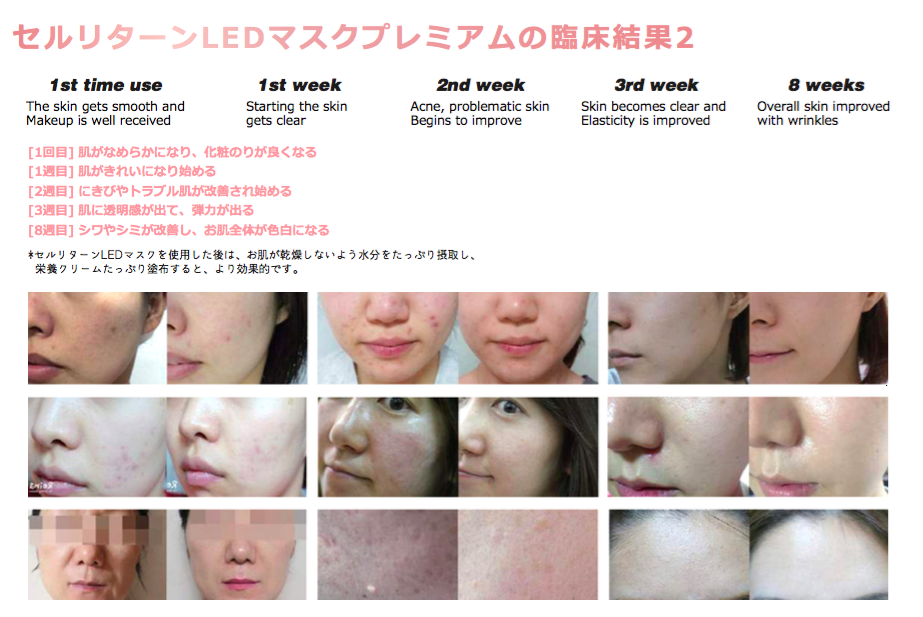 セルリターンLEDマスクプレミアムの臨床結果2
1st time use
The skin gets smooth and
Makeup is well received
1st week
Starting the skin
gets clear
2nd week
Acne, problematic skin
Begins to improve
3rd week
Skin becomes clear and
Elasticity is improved
8 weeks
Overall skin improved
with wrinkles
[1回目] 肌がなめらかになり、化粧のりが良くなる
[1週目] 肌がきれいになり始める
[2週目] にきびやトラブル肌が改善され始める
[3週目] 肌に透明感が出て、弾力が出る
[8週目] シワやシミが改善し、お肌全体が色白になる
*セルリターンLEDマスクを使用した後は、お肌が乾燥しないよう水分をたっぷり摂取し、
栄養クリームたっぷり塗布すると、より効果的です。